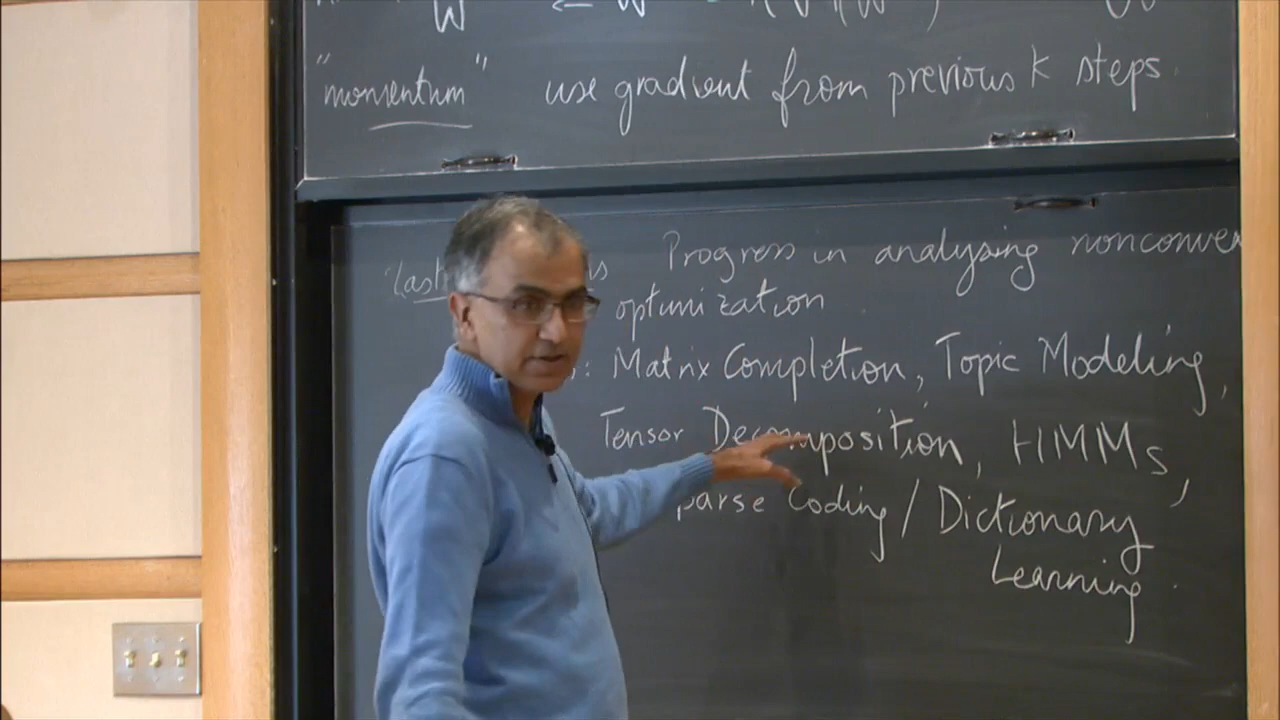 W ← W
"momentum" use gradient from previous k steps.
Progress in analysing
optimization
: Matrix Completion, Topic Modeling,
Tensor Decomposition, HMMs,
Coding / Dictionary
Learning.